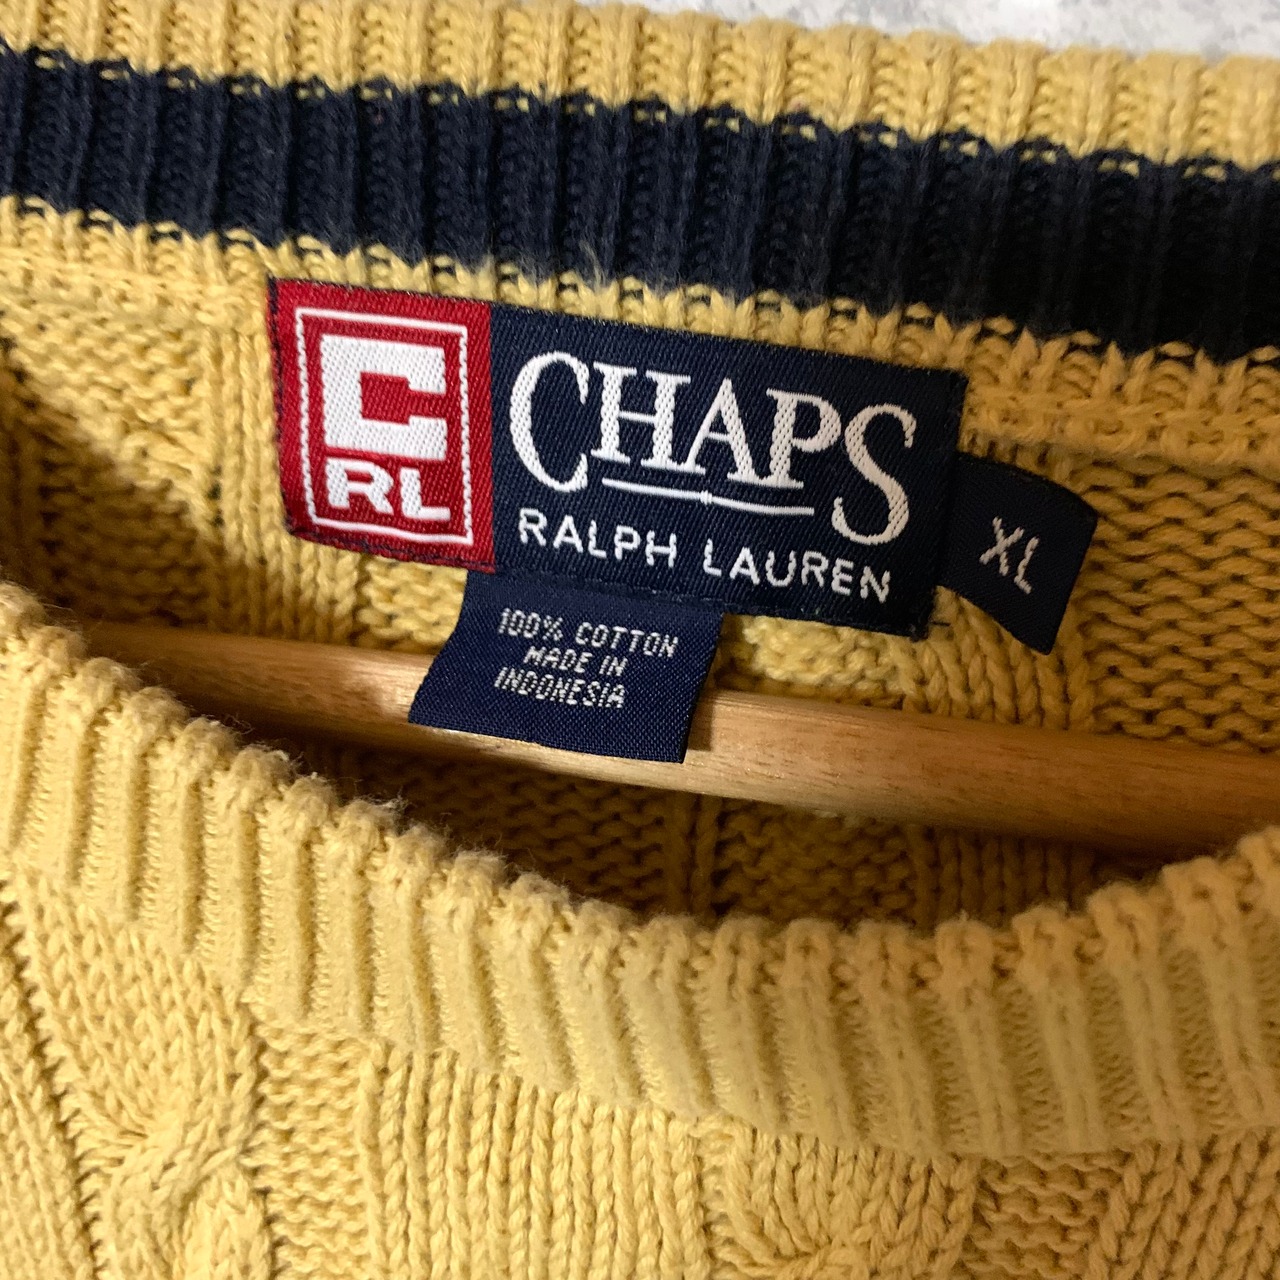 C
RL
CHAPS
RALPH LAUREN
XL
100% COTTON
MADE IN
INDONESIA